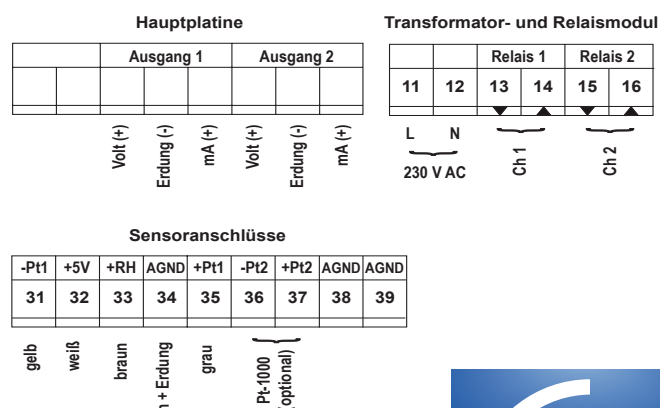 Hauptplatine
Ausgang 1 Ausgang 2
Volt (+) Erdung (-) mA (+) Volt (+) Erdung (-) mA (+)
Transformator- und Relaismodul
Relais 1 Relais 2
11 12 13 14 15 16
L N
230 V AC
Ch 1
Ch 2
Sensoranschlüsse
-Pt1 +5V +RH AGND +Pt1 -Pt2 +Pt2 AGND AGND
31 32 33 34 35 36 37 38 39
gelb
weiß
braun
+ Erdung
grau
Pt-1000
(optional)